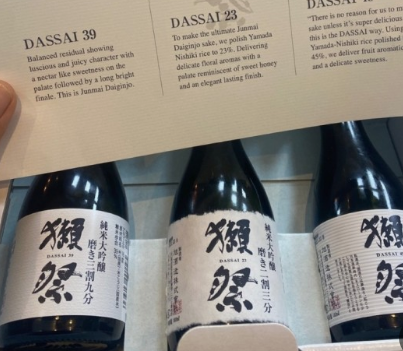 DASSAI 39
Balanced residual showing
luscious and juicy character with
a nectar like sweetness on the
palate followed by a long bright
finale. This is Junmai Daiginjo.
DASSAI 23
To make the ultimate Junmai
Daiginjo sake, we polish Yamada
Nishiki rice to 23%. Delivering
delicate floral aromas with a
palate reminiscent of sweet honey
and an elegant lasting finish.
"There is no reason for us to
sake unless it's super delicious
this is the DASSAI way. Using
Yamada-Nishiki rice polished
45%, we deliver fruit
and a delicate sweetness.
純米大吟醸
磨き三割九分
獺祭
DASSAI 39
純米大吟醸
磨き二割三分
獺祭
DASSAI 23
獺祭
DASSAI